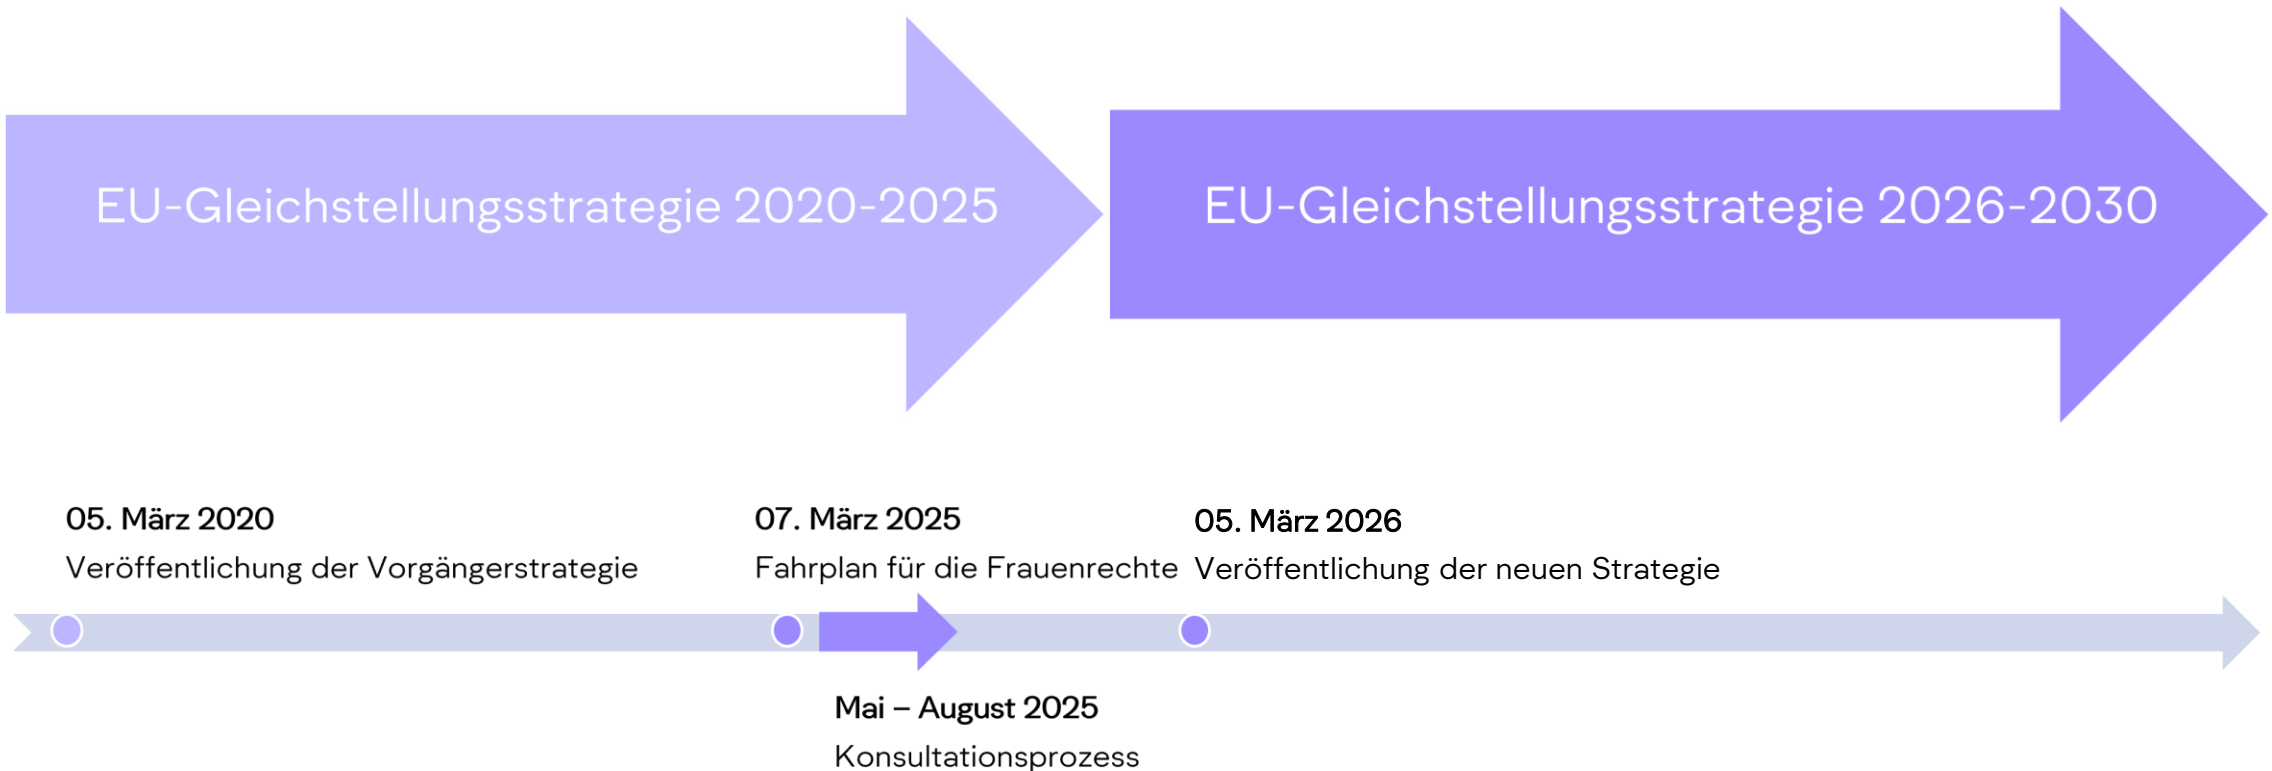 EU-Gleichstellungsstrategie 2020-2025
EU-Gleichstellungsstrategie 2026-2030
05. März 2020
Veröffentlichung der Vorgängerstrategie
07. März 2025
Fahrplan für die Frauenrechte
05. März 2026
Veröffentlichung der neuen Strategie
Mai – August 2025
Konsultationsprozess